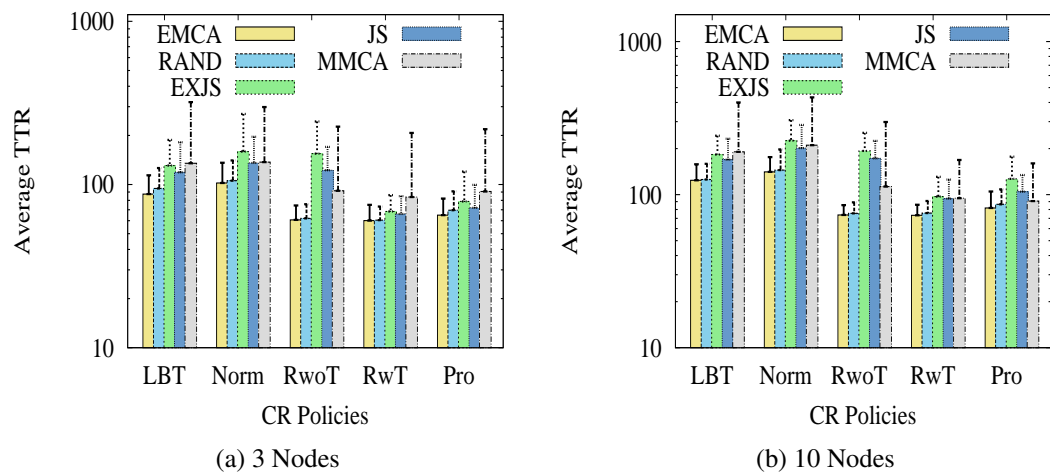 1000
100
10
Average TTR
EMCA
RAND
EXJS
JS
MMCA
LBT Norm RwoT RwT Pro
CR Policies
(a) 3 Nodes
1000
100
10
Average TTR
EMCA
RAND
EXJS
JS
MMCA
LBT Norm RwoT RwT Pro
CR Policies
(b) 10 Nodes